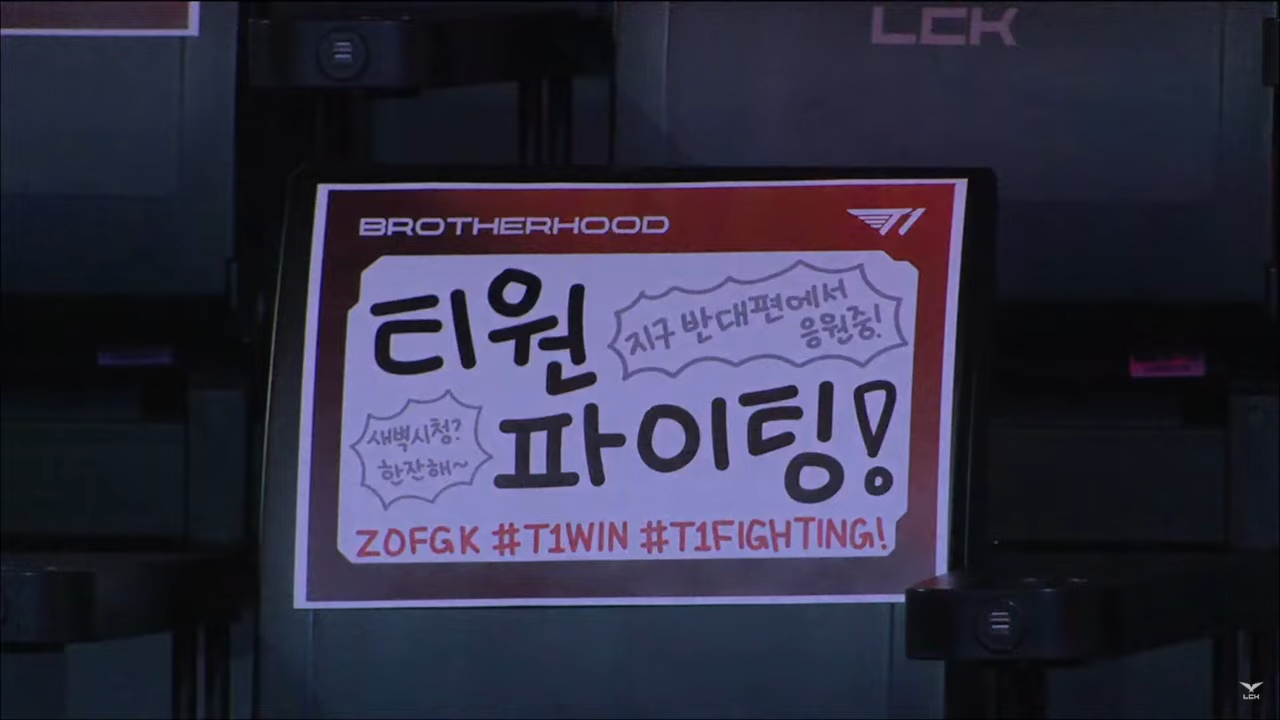 LCK
BROTHERHOOD
T1
티원
지구 반대편에서
응원중!
새벽시청?
한잔해~
파이팅!
ZOFGK #T1WIN #T1FIGHTING!
LCK